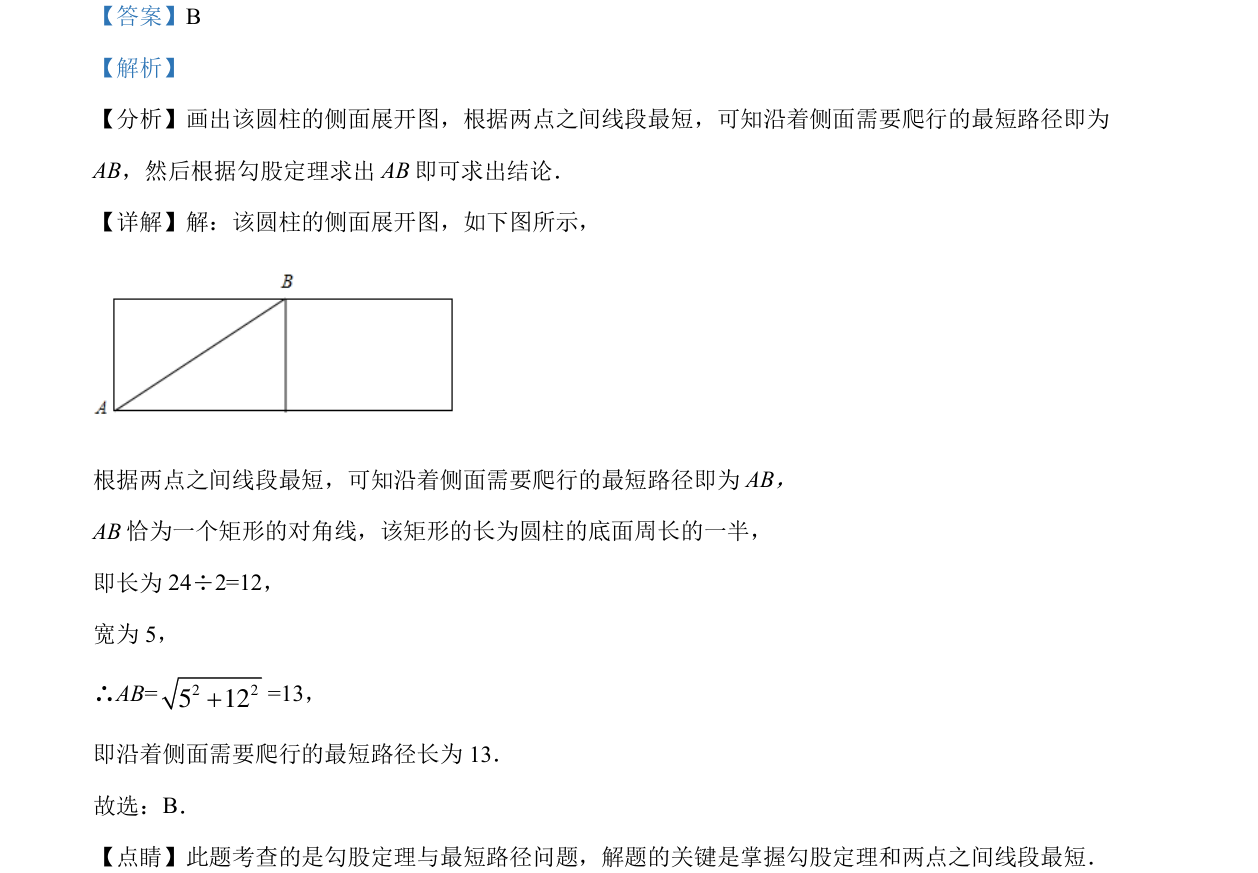 【答案】B
【解析】
【分析】画出该圆柱的侧面展开图，根据两点之间线段最短，可知沿着侧面需要爬行的最短路径即为
AB，然后根据勾股定理求出 AB 即可求出结论．
【详解】解：该圆柱的侧面展开图，如下图所示，
B
A
根据两点之间线段最短，可知沿着侧面需要爬行的最短路径即为 AB，
AB 恰为一个矩形的对角线，该矩形的长为圆柱的底面周长的一半，
即长为 24÷2=12，
宽为 5，
∴AB=√(5²+12²) =13，
即沿着侧面需要爬行的最短路径长为 13．
故选：B．
【点睛】此题考查的是勾股定理与最短路径问题，解题的关键是掌握勾股定理和两点之间线段最短．